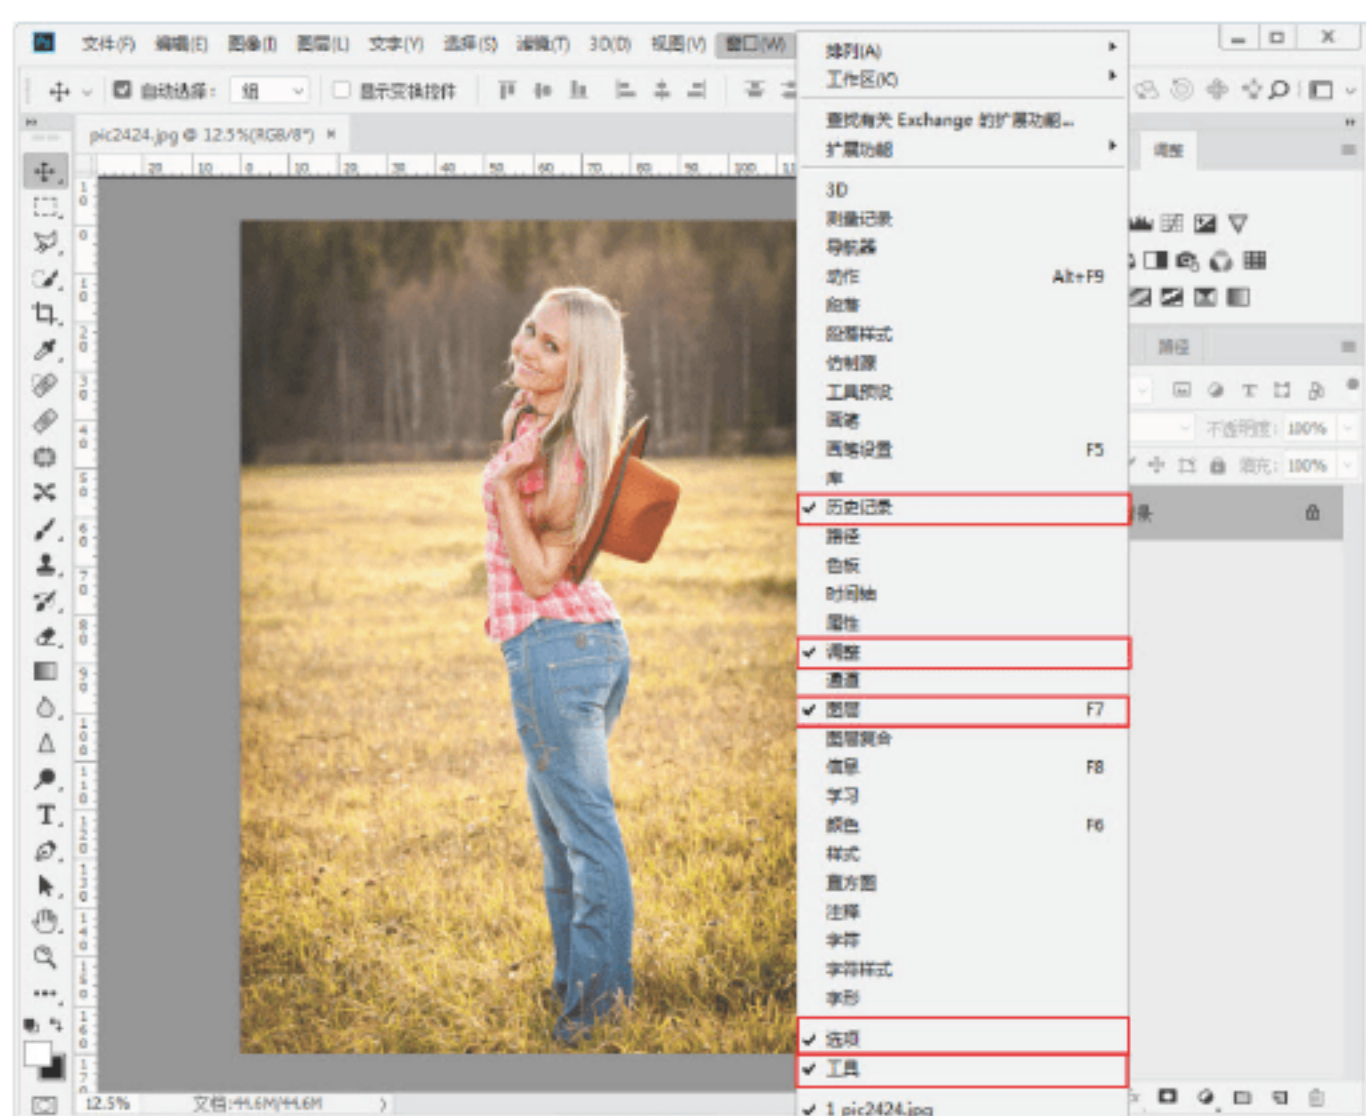 文件(F) 编辑(E) 图像(I) 图层(L) 文字(Y) 选择(S) 滤镜(T) 3D(D) 视图(V) 窗口(W)
自动选择: 组 显示变换控件
pic2424.jpg @ 12.5%(RGB/8*) ×
排列(A)
工作区(K)
查找有关 Exchange 的扩展功能...
扩展功能
3D
测量记录
导航器
动作 Alt+F9
段落
段落样式
仿制源
工具预设
画笔
画笔设置 F5
库
历史记录
路径
色板
时间轴
属性
调整
通道
图层 F7
图层复合
信息 F8
学习
颜色 F6
样式
直方图
注释
字符
字符样式
字形
选项
工具
1 pic2424.jpg
调整
路径
不透明度: 100%
填充: 100%
12.5% 文档:44.6M/44.6M